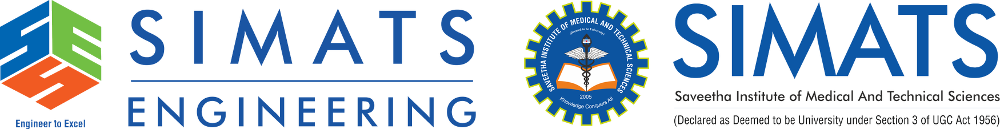 SES
Engineer to Excel
SIMATS
ENGINEERING
SAVEETHA INSTITUTE OF MEDICAL AND TECHNICAL SCIENCES
(Deemed to be University)
2005
Knowledge Conquers All
SIMATS
Saveetha Institute of Medical And Technical Sciences
(Declared as Deemed to be University under Section 3 of UGC Act 1956)